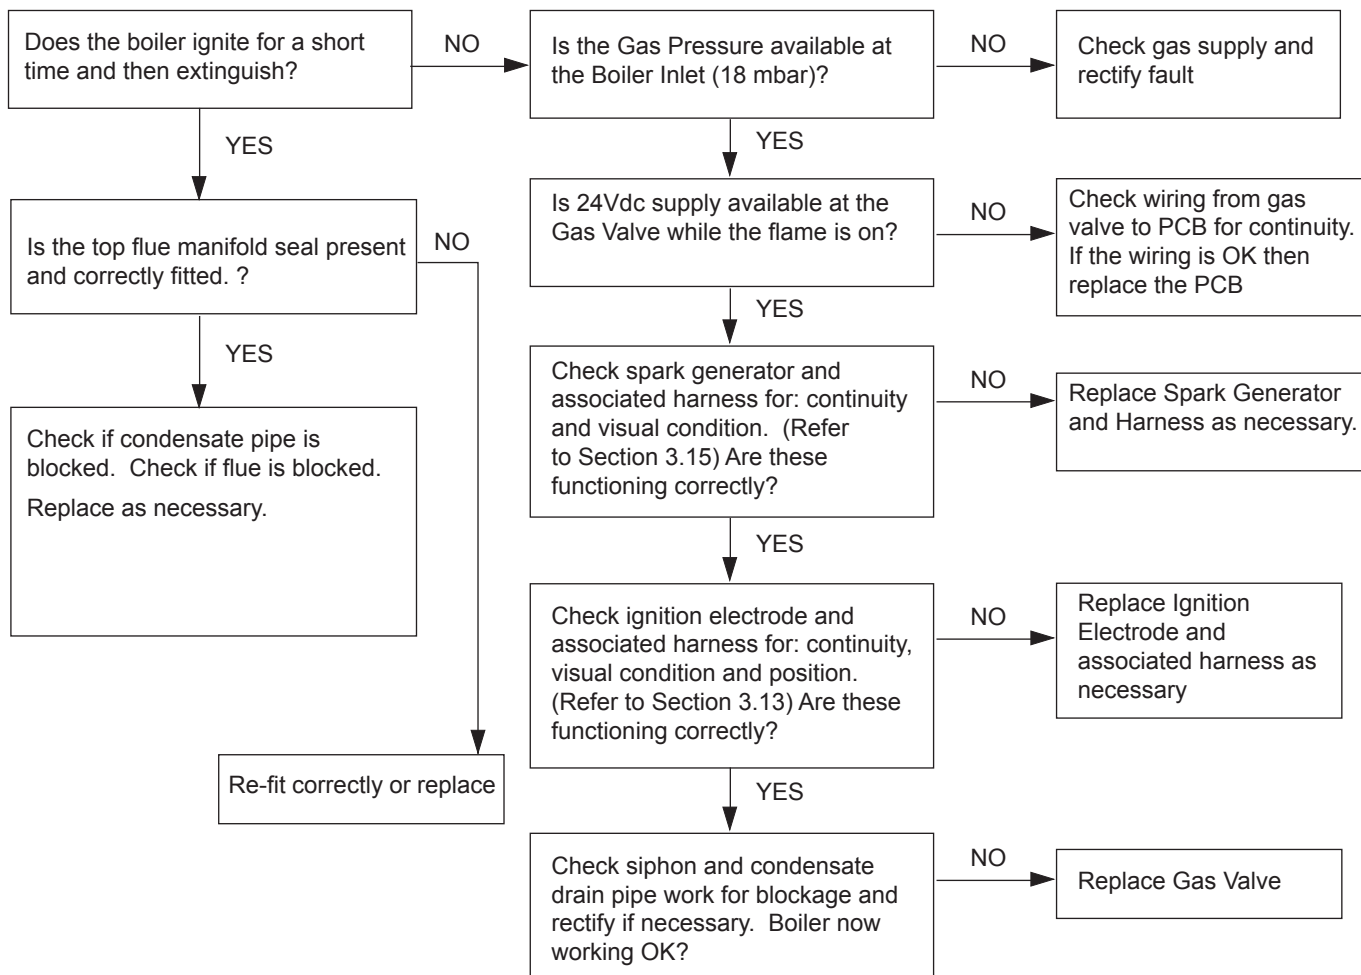 Does the boiler ignite for a short
time and then extinguish?
NO
Is the Gas Pressure available at
the Boiler Inlet (18 mbar)?
NO
Check gas supply and
rectify fault
YES
YES
Is the top flue manifold seal present
and correctly fitted. ?
NO
Is 24Vdc supply available at the
Gas Valve while the flame is on?
NO
Check wiring from gas
valve to PCB for continuity.
If the wiring is OK then
replace the PCB
YES
YES
Check if condensate pipe is
blocked.  Check if flue is blocked.
Replace as necessary.
Check spark generator and
associated harness for: continuity
and visual condition.  (Refer
to Section 3.15) Are these
functioning correctly?
NO
Replace Spark Generator
and Harness as necessary.
YES
Check ignition electrode and
associated harness for: continuity,
visual condition and position.
(Refer to Section 3.13) Are these
functioning correctly?
NO
Replace Ignition
Electrode and
associated harness as
necessary
Re-fit correctly or replace
YES
Check siphon and condensate
drain pipe work for blockage and
rectify if necessary.  Boiler now
working OK?
NO
Replace Gas Valve